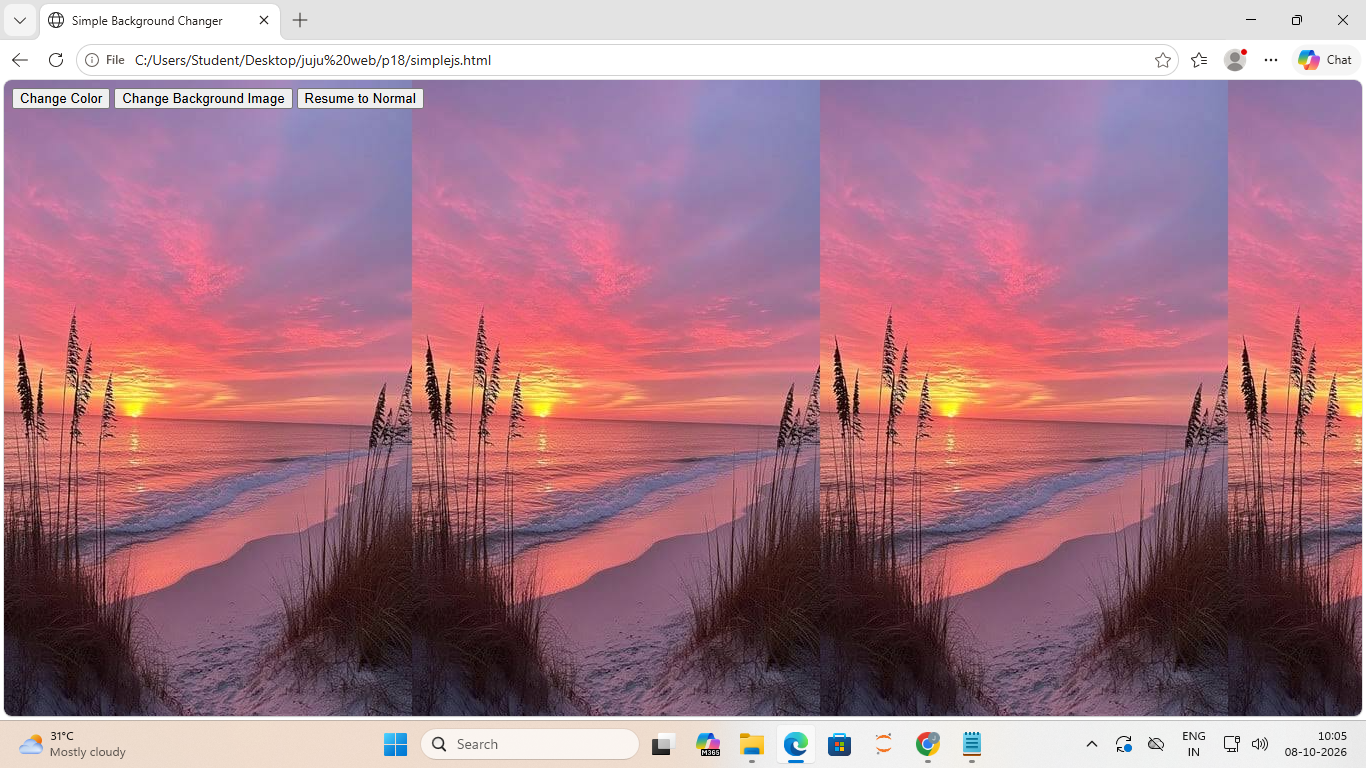 Simple Background Changer
File C:/Users/Student/Desktop/juju%20web/p18/simplejs.html
Chat
Change Color Change Background Image Resume to Normal
31°C
Mostly cloudy
Search
M365
ENG
IN
10:05
08-10-2026